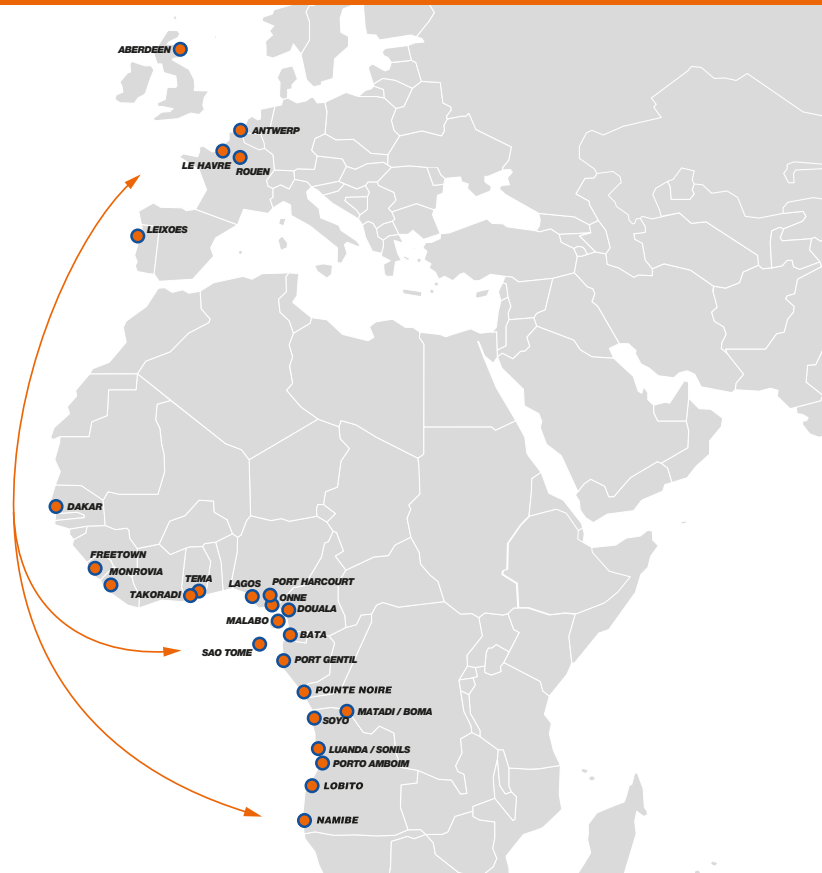 ABERDEEN
ANTWERP
LE HAVRE
ROUEN
LEIXOES
DAKAR
FREETOWN
MONROVIA
TEMA
TAKORADI
LAGOS
PORT HARCOURT
ONNE
DOUALA
MALABO
BATA
SAO TOME
PORT GENTIL
POINTE NOIRE
MATADI / BOMA
SOYO
LUANDA / SONILS
PORTO AMBOIM
LOBITO
NAMIBE